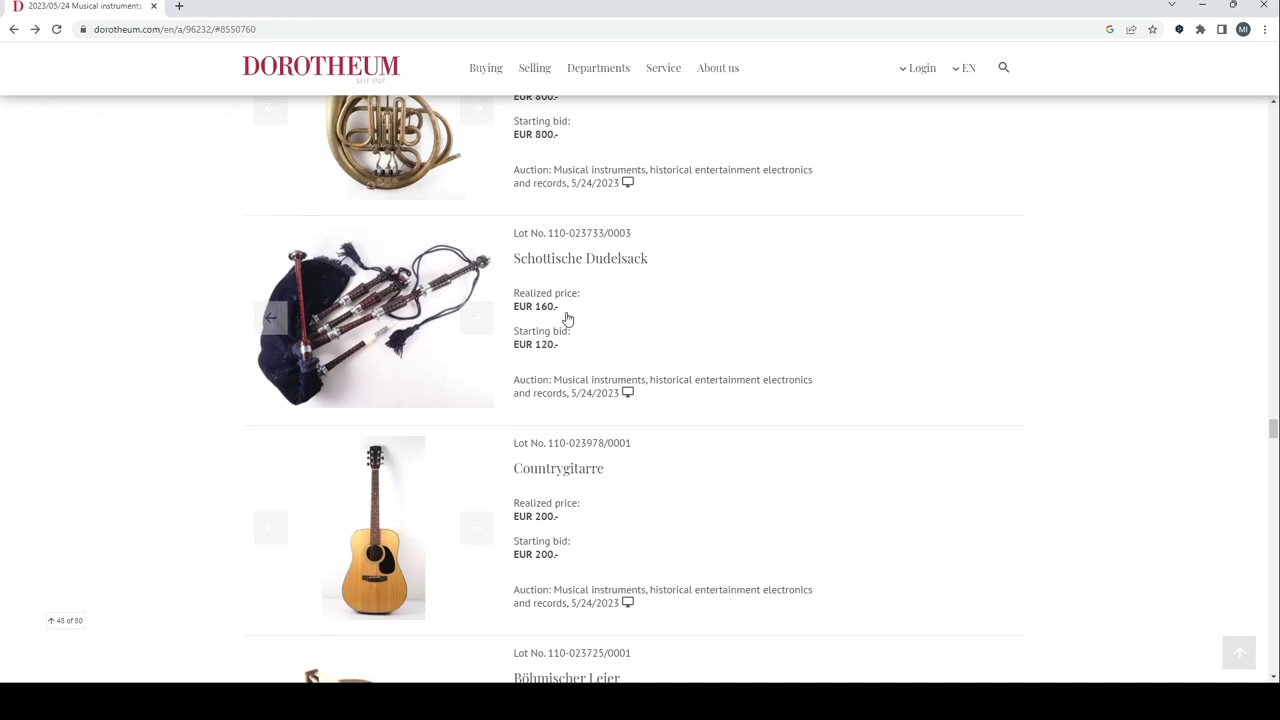 2023/05/24 Musical instruments,
dorotheum.com/en/a/96232/#8550760
MI
DOROTHEUM
SEIT 1707
Buying
Selling
Departments
Service
About us
Login
EN
EUR 800.-
Starting bid:
EUR 800.-
Auction: Musical instruments, historical entertainment electronics
and records, 5/24/2023
Lot No. 110-023733/0003
Schottische Dudelsack
Realized price:
EUR 160.-
Starting bid:
EUR 120.-
Auction: Musical instruments, historical entertainment electronics
and records, 5/24/2023
Lot No. 110-023978/0001
Countrygitarre
Realized price:
EUR 200.-
Starting bid:
EUR 200.-
Auction: Musical instruments, historical entertainment electronics
and records, 5/24/2023
48 of 80
Lot No. 110-023725/0001
Böhmischer Leier